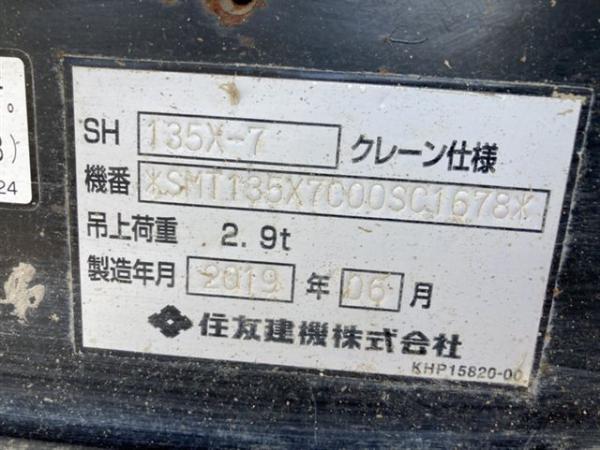 SH 135X-7 クレーン仕様
機番 *SMT135X7C00SC1678*
吊上荷重 2.9t
製造年月 2019 年 06 月
住友建機株式会社
KHP15820-00
24